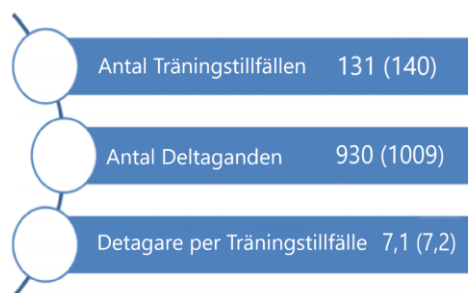 Antal Träningstillfällen 131 (140)
Antal Deltaganden 930 (1009)
Detagare per Träningstillfälle 7,1 (7,2)